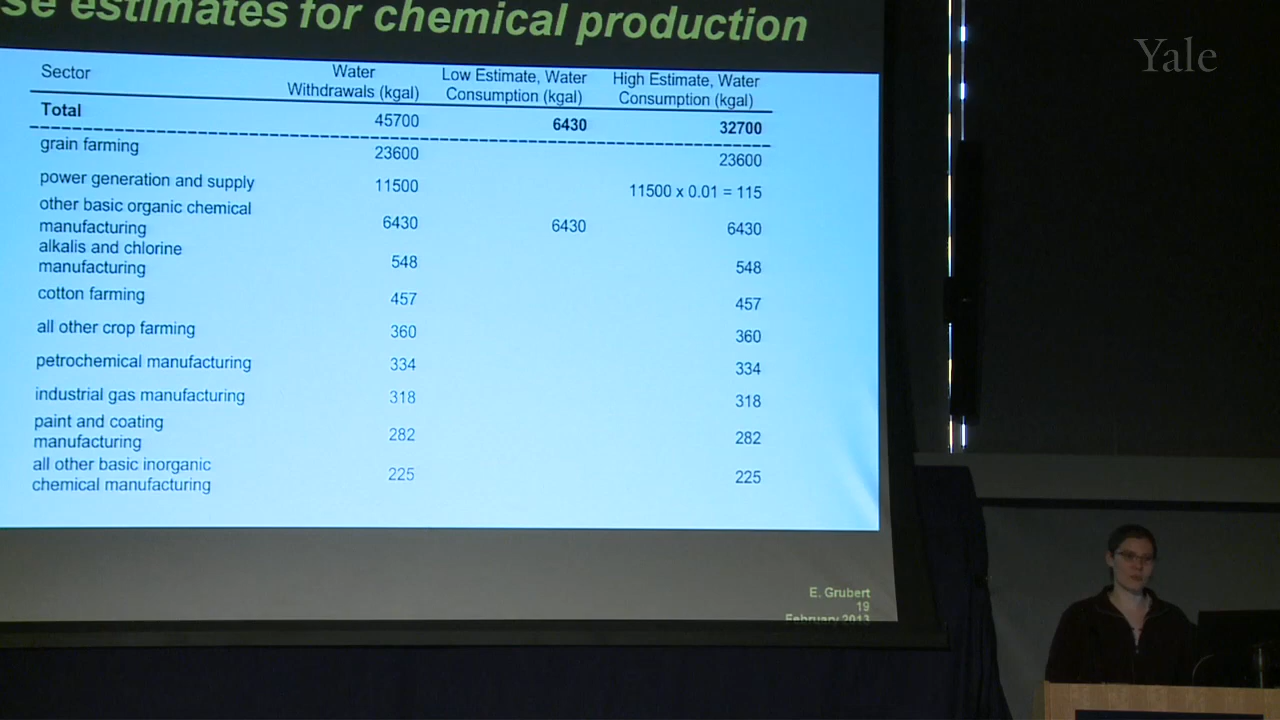 se estimates for chemical production
Yale
Sector Water Withdrawals (kgal) Low Estimate, Water Consumption (kgal) High Estimate, Water Consumption (kgal)
Total 45700 6430 32700
grain farming 23600 23600
power generation and supply 11500 11500 x 0.01 = 115
other basic organic chemical manufacturing 6430 6430 6430
alkalis and chlorine manufacturing 548 548
cotton farming 457 457
all other crop farming 360 360
petrochemical manufacturing 334 334
industrial gas manufacturing 318 318
paint and coating manufacturing 282 282
all other basic inorganic chemical manufacturing 225 225
E. Grubert
19
February 2013